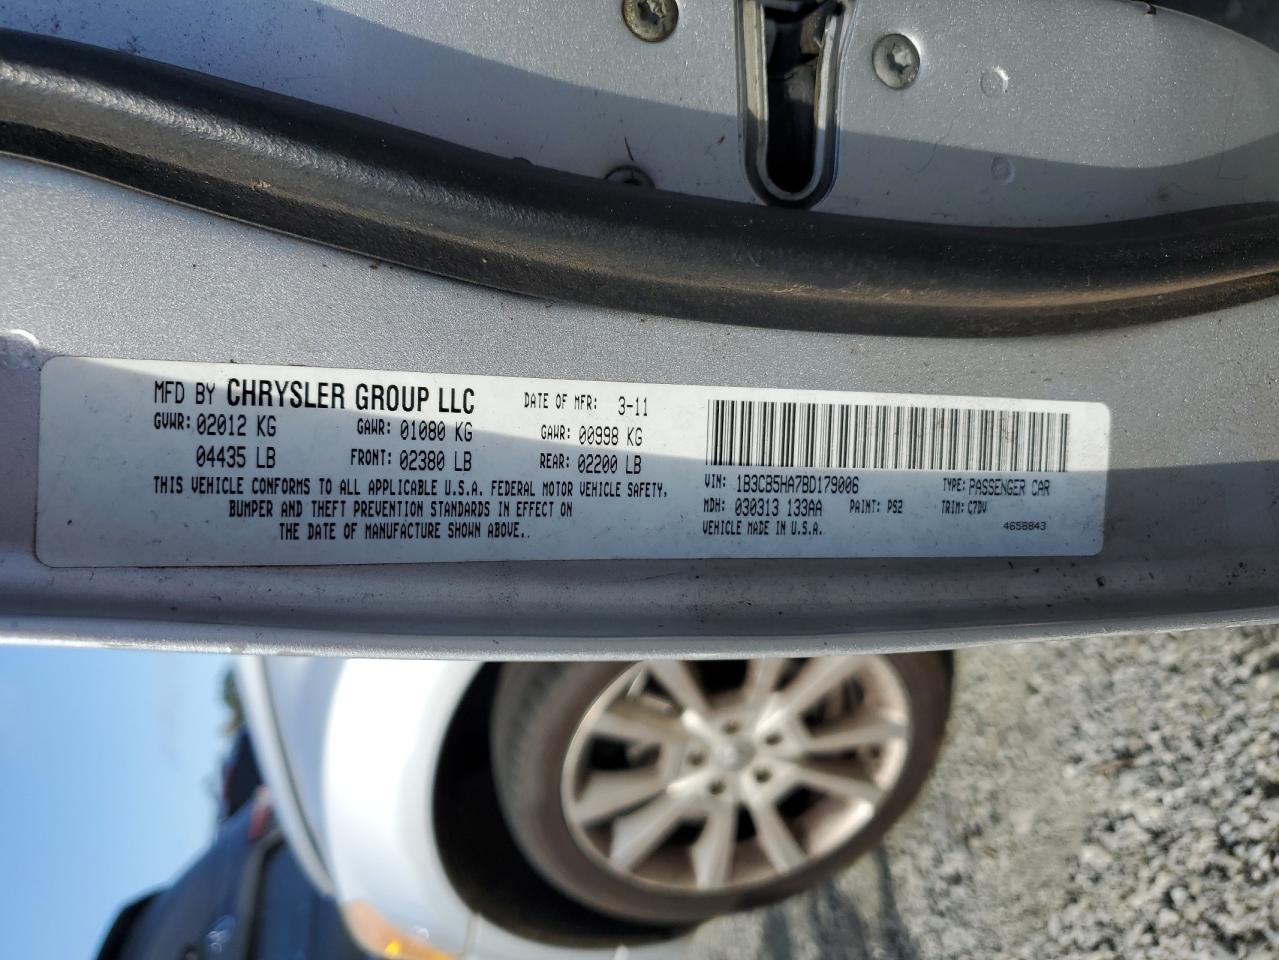 MFD BY CHRYSLER GROUP LLC DATE OF MFR: 3-11
GVWR: 02012 KG GAWR: 01080 KG GAWR: 00998 KG
04435 LB FRONT: 02380 LB REAR: 02200 LB
THIS VEHICLE CONFORMS TO ALL APPLICABLE U.S.A. FEDERAL MOTOR VEHICLE SAFETY,
BUMPER AND THEFT PREVENTION STANDARDS IN EFFECT ON
THE DATE OF MANUFACTURE SHOWN ABOVE..
VIN: 1B3CB5HA7BD179006 TYPE: PASSENGER CAR
MDH: 030313 133AA PAINT: PS2 TRIM: C7DV
VEHICLE MADE IN U.S.A. 4658843